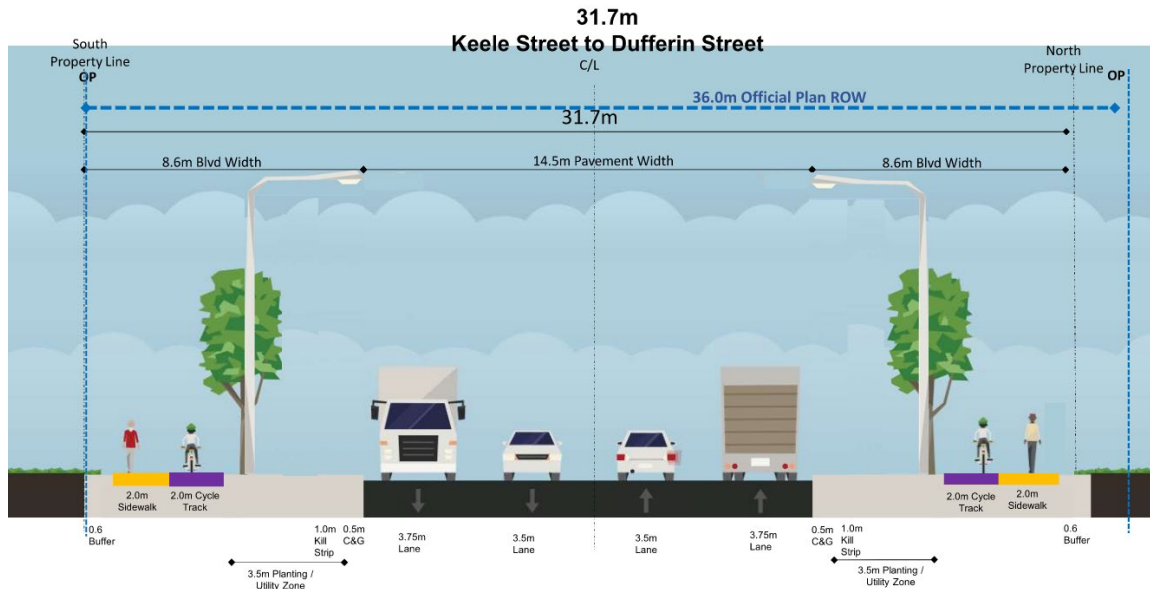 31.7m
Keele Street to Dufferin Street
South
Property Line
OP
C/L
North
Property Line
OP
36.0m Official Plan ROW
31.7m
8.6m Blvd Width
14.5m Pavement Width
8.6m Blvd Width
2.0m
Sidewalk
2.0m Cycle
Track
2.0m Cycle
Track
2.0m
Sidewalk
0.6
Buffer
1.0m
Kill
Strip
0.5m
C&G
3.75m
Lane
3.5m
Lane
3.5m
Lane
3.75m
Lane
0.5m
C&G
1.0m
Kill
Strip
0.6
Buffer
3.5m Planting /
Utility Zone
3.5m Planting /
Utility Zone